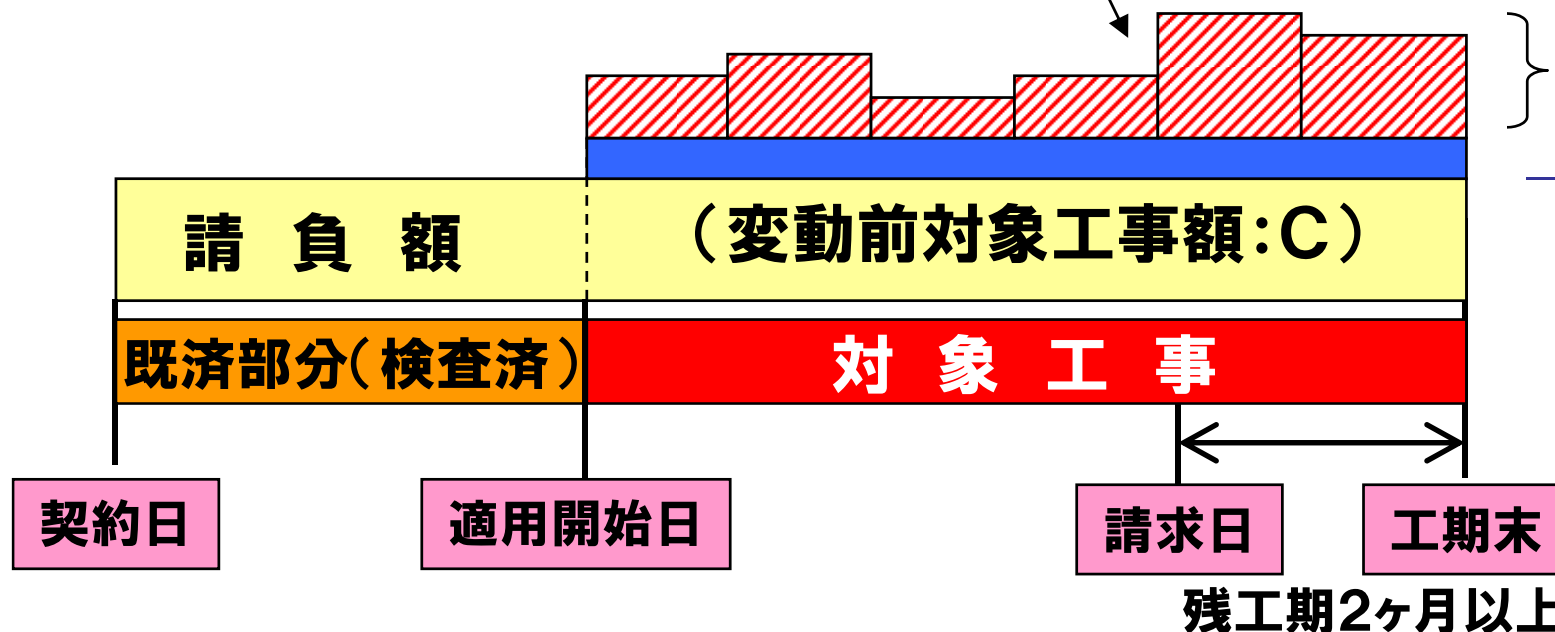 請負額
（変動前対象工事額：C）
既済部分（検査済）
対象工事
契約日
適用開始日
請求日
工期末
残工期2ヶ月以上